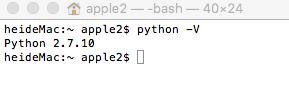 apple2 — -bash — 40×24
heideMac:~ apple2$ python -V
Python 2.7.10
heideMac:~ apple2$